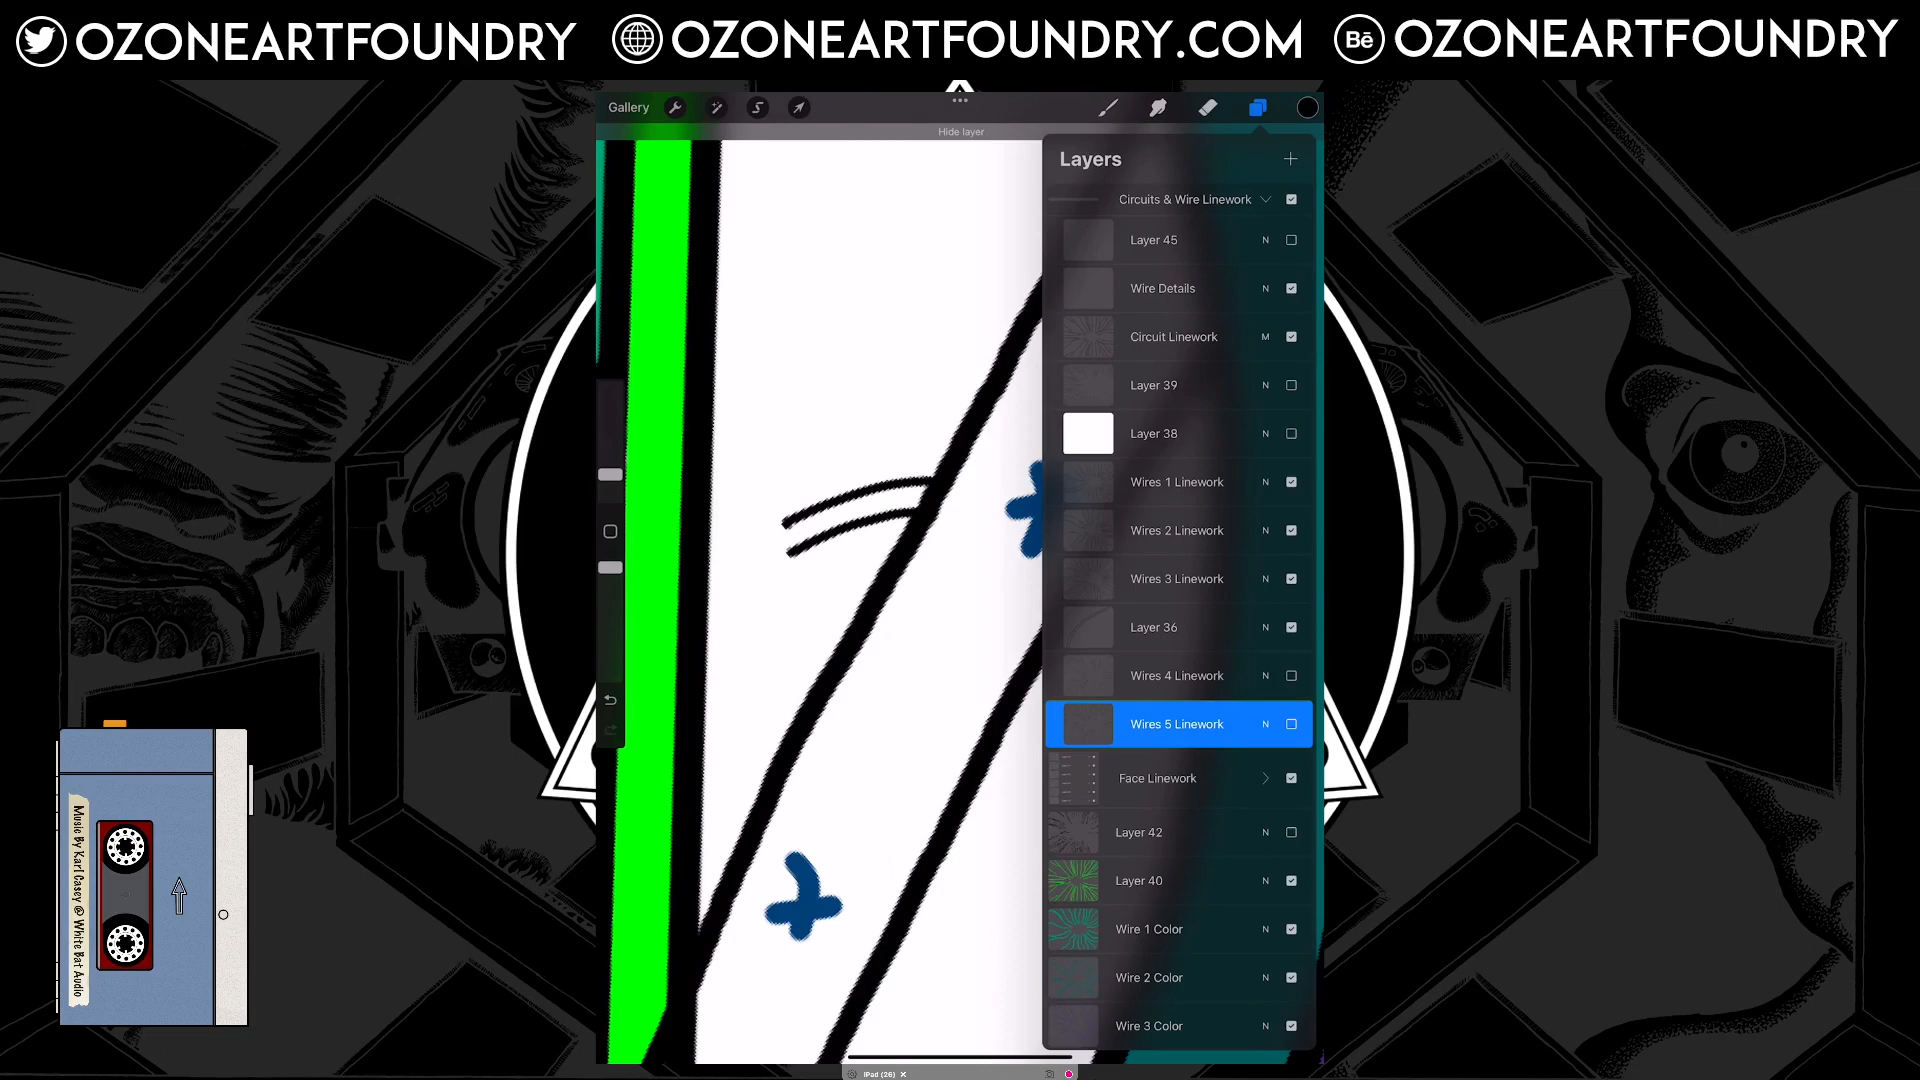 OZONEARTFOUNDRY OZONEARTFOUNDRY.COM Bē OZONEARTFOUNDRY
Gallery
Hide layer
Layers
Circuits & Wire Linework
Layer 45 N
Wire Details N
Circuit Linework M
Layer 39 N
Layer 38 N
Wires 1 Linework N
Wires 2 Linework N
Wires 3 Linework N
Layer 36 N
Wires 4 Linework N
Wires 5 Linework N
Face Linework
Layer 42 N
Layer 40 N
Wire 1 Color N
Wire 2 Color N
Wire 3 Color N
Music By Karl Casey @ White Bat Audio
iPad (26)